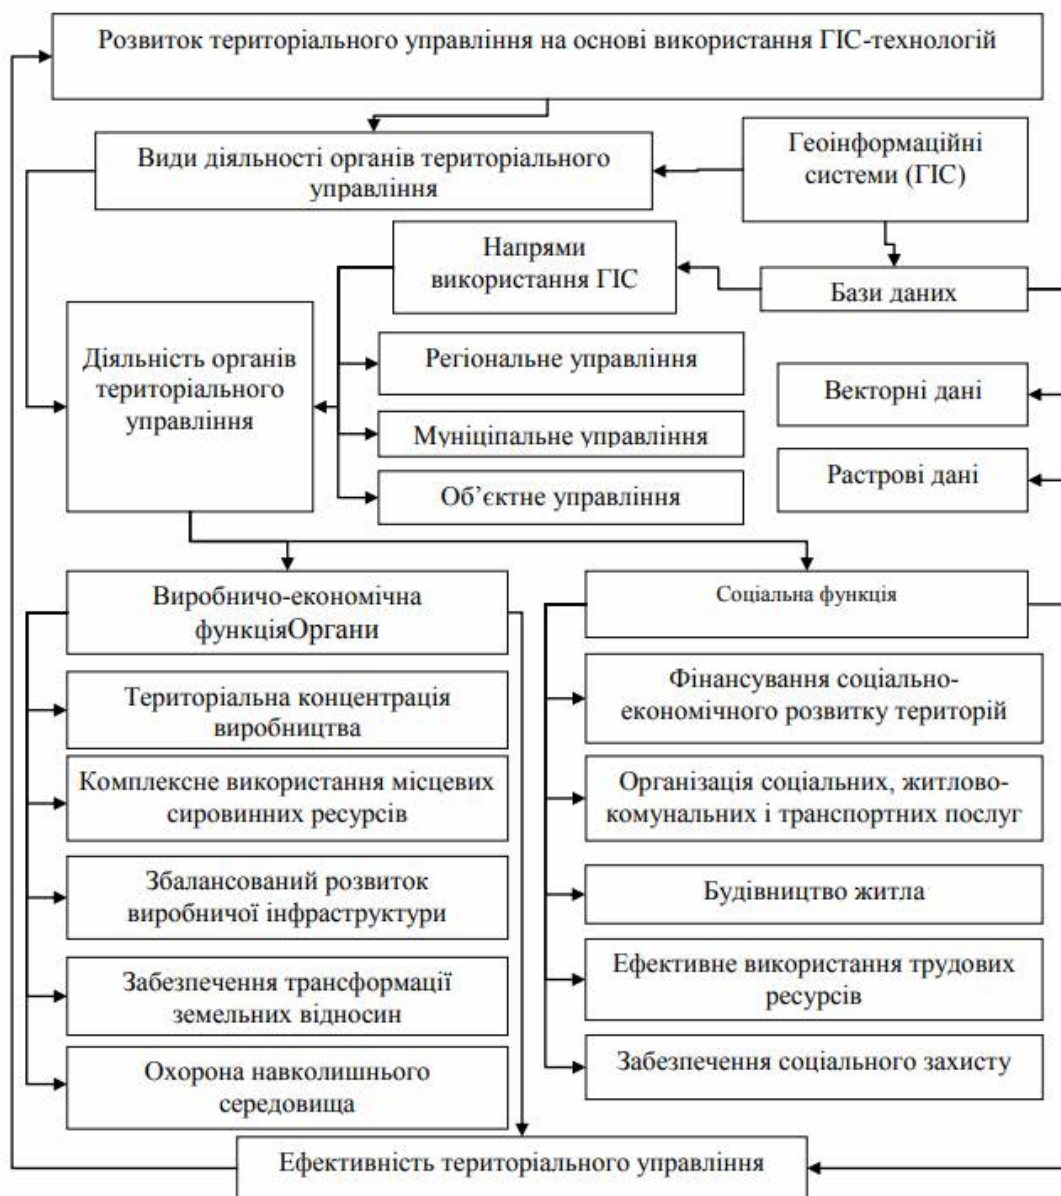 Розвиток територіального управління на основі використання ГІС-технологій
Види діяльності органів територіального
управління
Геоінформаційні
системи (ГІС)
Напрями
використання ГІС
Бази даних
Діяльність органів
територіального
управління
Регіональне управління
Муніципальне управління
Об’єктне управління
Векторні дані
Растрові дані
Виробничо-економічна
функціяОргани
Територіальна концентрація
виробництва
Комплексне використання місцевих
сировинних ресурсів
Збалансований розвиток
виробничої інфраструктури
Забезпечення трансформації
земельних відносин
Охорона навколишнього
середовища
Соціальна функція
Фінансування соціально-
економічного розвитку територій
Організація соціальних, житлово-
комунальних і транспортних послуг
Будівництво житла
Ефективне використання трудових
ресурсів
Забезпечення соціального захисту
Ефективність територіального управління